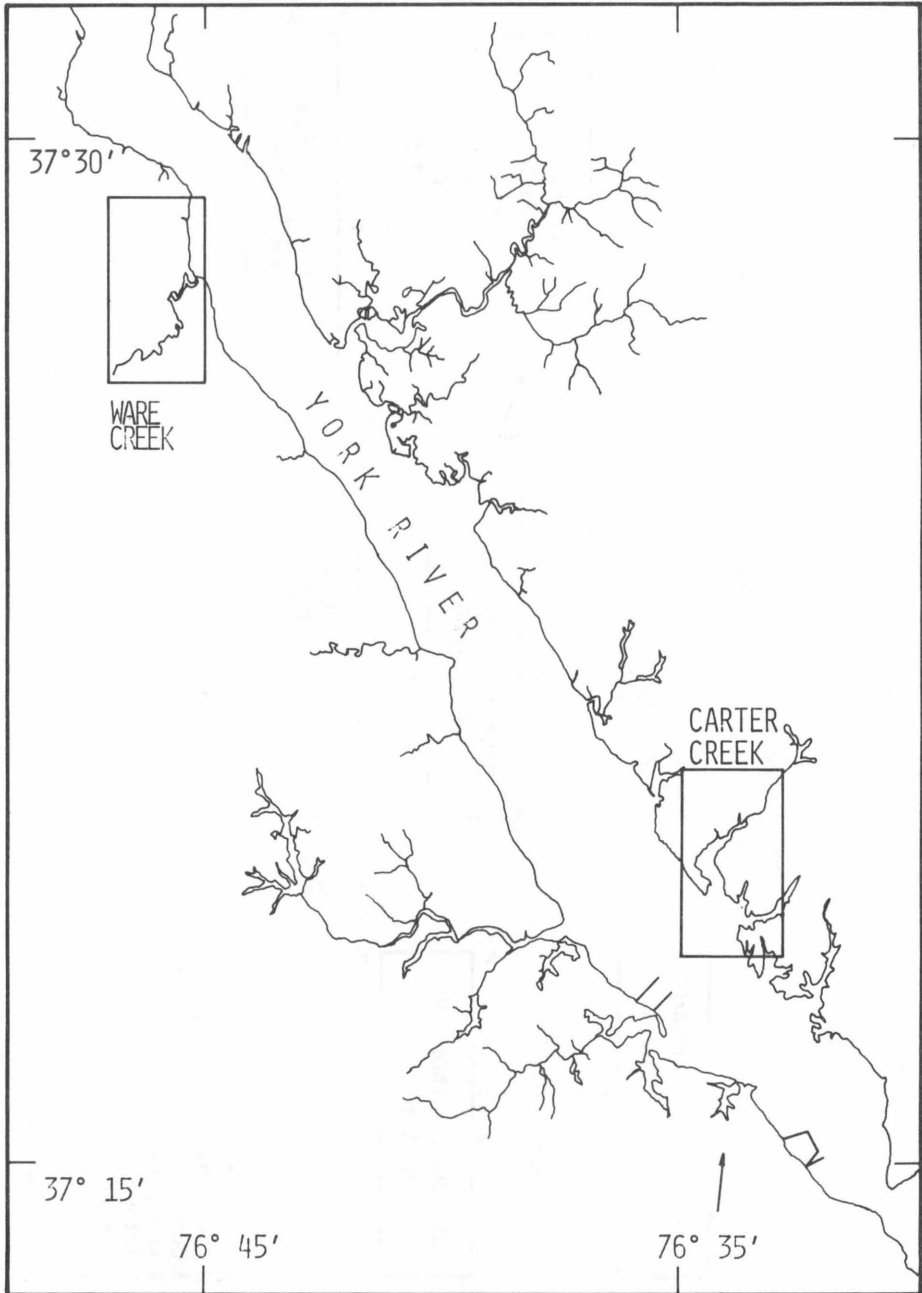 37°30′
WARE
CREEK
YORK RIVER
CARTER
CREEK
37° 15′
76° 45′
76° 35′